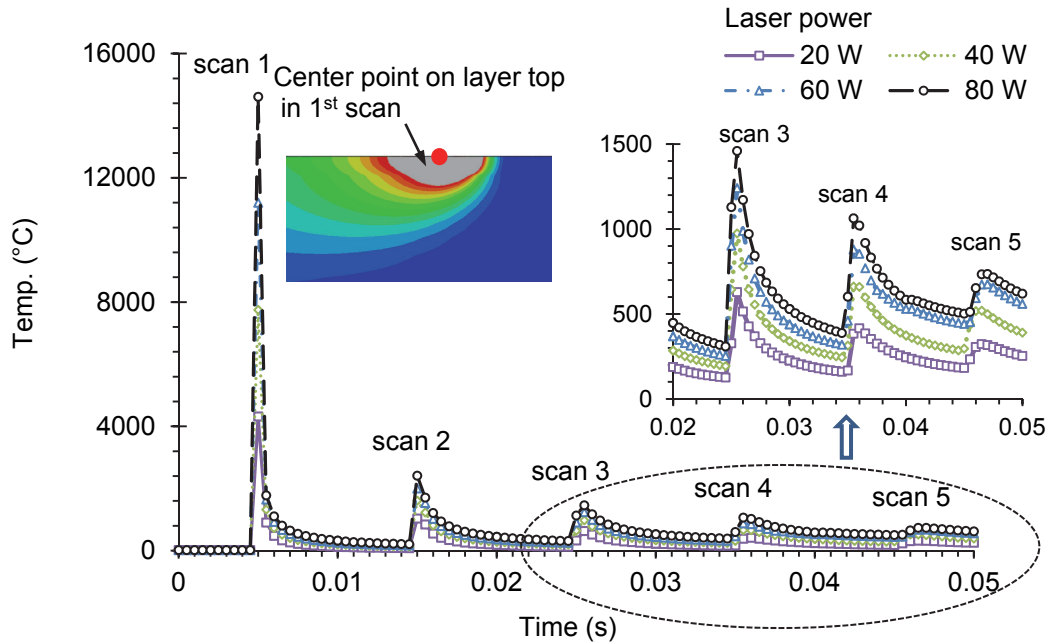 Laser power
20 W
40 W
60 W
80 W
16000
12000
8000
4000
0
Temp. (°C)
scan 1
Center point on layer top
in 1st scan
scan 2
scan 3
scan 4
scan 5
0
0.01
0.02
0.03
0.04
0.05
Time (s)
1500
1000
500
0
scan 3
scan 4
scan 5
0.02
0.03
0.04
0.05